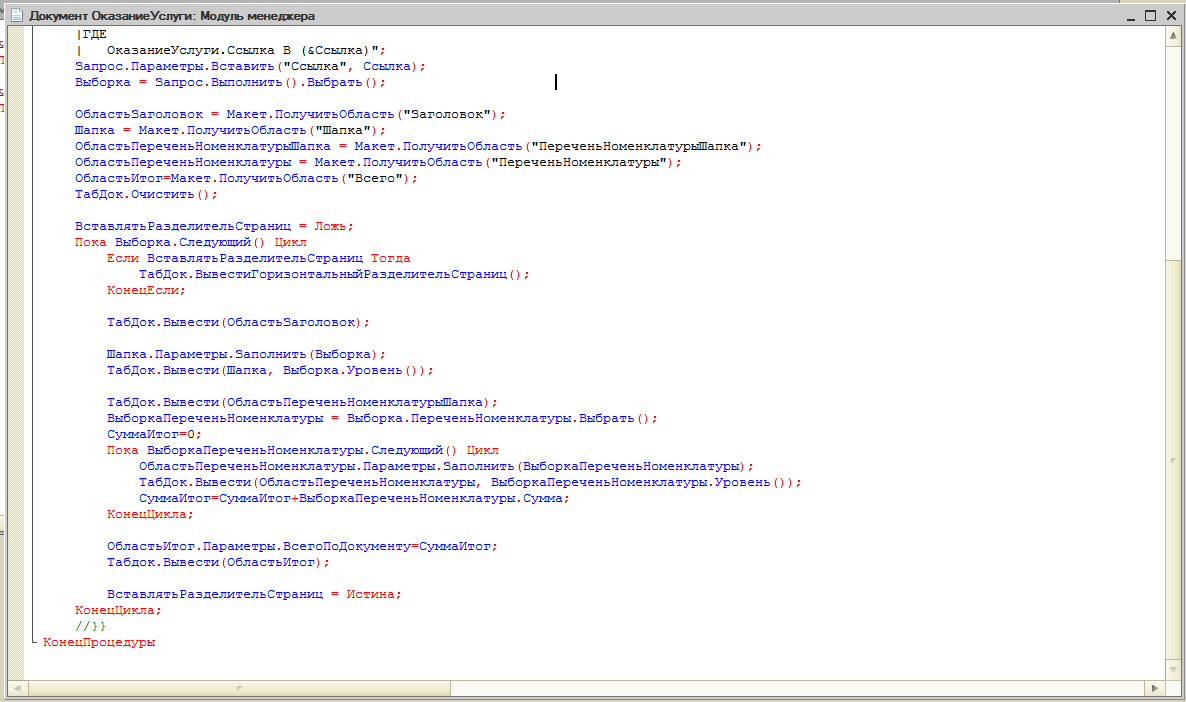 Документ ОказаниеУслуги: Модуль менеджера
|ГДЕ
|   ОказаниеУслуги.Ссылка В (&Ссылка)";
Запрос.Параметры.Вставить("Ссылка", Ссылка);
Выборка = Запрос.Выполнить().Выбрать();
ОбластьЗаголовок = Макет.ПолучитьОбласть("Заголовок");
Шапка = Макет.ПолучитьОбласть("Шапка");
ОбластьПереченьНоменклатурыШапка = Макет.ПолучитьОбласть("ПереченьНоменклатурыШапка");
ОбластьПереченьНоменклатуры = Макет.ПолучитьОбласть("ПереченьНоменклатуры");
ОбластьИтог=Макет.ПолучитьОбласть("Всего");
ТабДок.Очистить();
ВставлятьРазделительСтраниц = Ложь;
Пока Выборка.Следующий() Цикл
Если ВставлятьРазделительСтраниц Тогда
ТабДок.ВывестиГоризонтальныйРазделительСтраниц();
КонецЕсли;
ТабДок.Вывести(ОбластьЗаголовок);
Шапка.Параметры.Заполнить(Выборка);
ТабДок.Вывести(Шапка, Выборка.Уровень());
ТабДок.Вывести(ОбластьПереченьНоменклатурыШапка);
ВыборкаПереченьНоменклатуры = Выборка.ПереченьНоменклатуры.Выбрать();
СуммаИтог=0;
Пока ВыборкаПереченьНоменклатуры.Следующий() Цикл
ОбластьПереченьНоменклатуры.Параметры.Заполнить(ВыборкаПереченьНоменклатуры);
ТабДок.Вывести(ОбластьПереченьНоменклатуры, ВыборкаПереченьНоменклатуры.Уровень());
СуммаИтог=СуммаИтог+ВыборкаПереченьНоменклатуры.Сумма;
КонецЦикла;
ОбластьИтог.Параметры.ВсегоПоДокументу=СуммаИтог;
Табдок.Вывести(ОбластьИтог);
ВставлятьРазделительСтраниц = Истина;
КонецЦикла;
//}}
КонецПроцедуры